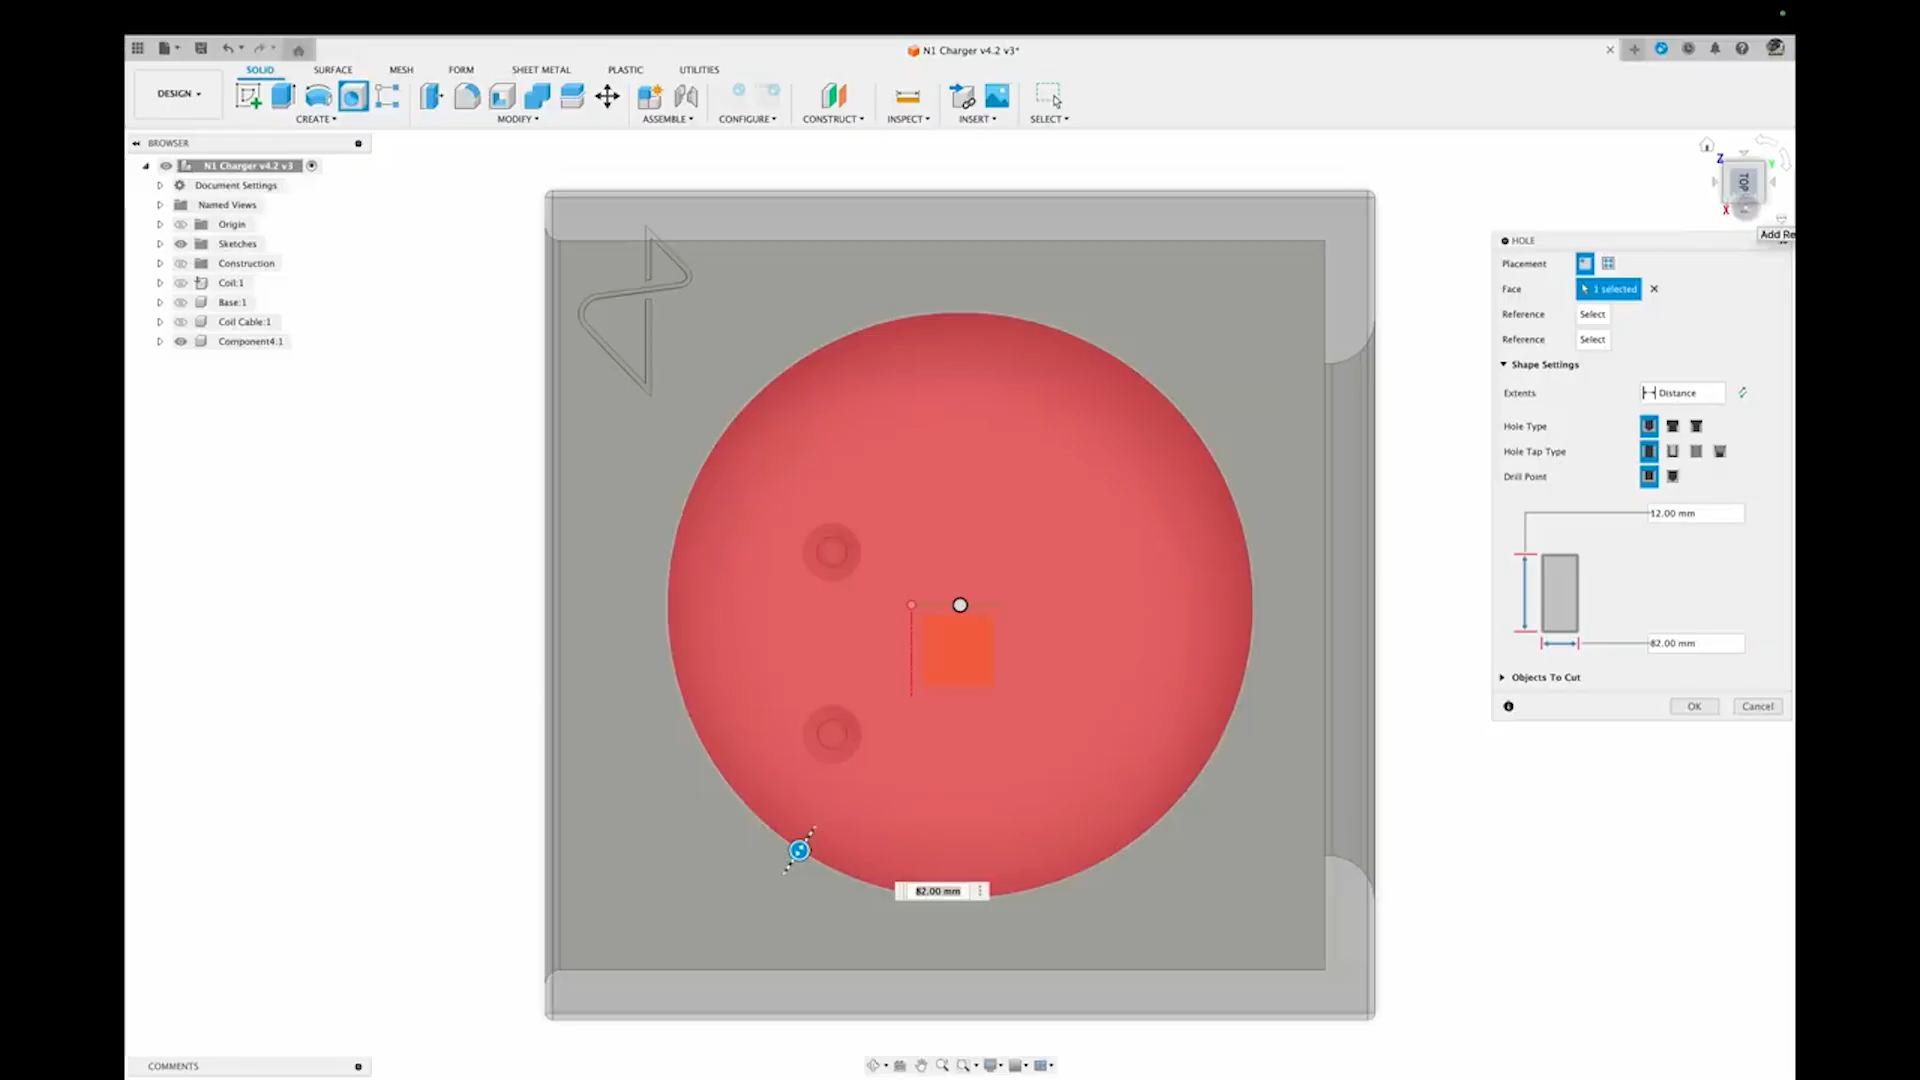 N1 Charger v4.2 v3*
SOLID SURFACE MESH FORM SHEET METAL PLASTIC UTILITIES
DESIGN
CREATE MODIFY ASSEMBLE CONFIGURE CONSTRUCT INSPECT INSERT SELECT
BROWSER
N1 Charger v4.2 v3
Document Settings
Named Views
Origin
Sketches
Construction
Coil:1
Base:1
Coil Cable:1
Component4:1
Z
Y
TOP
X
Add Re
HOLE
Placement
Face 1 selected
Reference Select
Reference Select
Shape Settings
Extents Distance
Hole Type
Hole Tap Type
Drill Point
12.00 mm
82.00 mm
Objects To Cut
OK Cancel
82.00 mm
COMMENTS